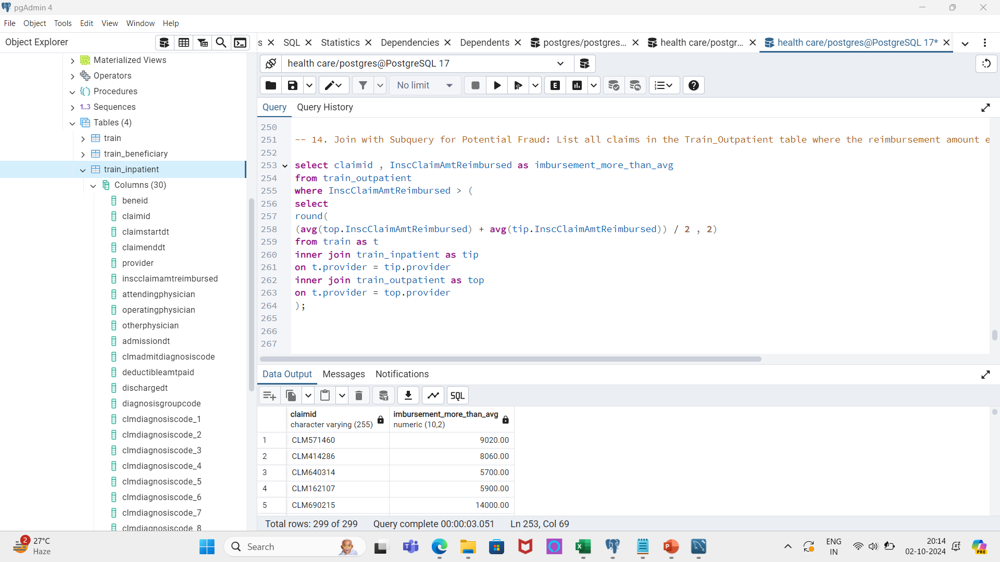 pgAdmin 4
File Object Tools Edit View Window Help
Object Explorer
s SQL Statistics Dependencies Dependents postgres/postgres... health care/postgr... health care/postgres@PostgreSQL 17*
Materialized Views
Operators
Procedures
1..3 Sequences
Tables (4)
train
train_beneficiary
train_inpatient
Columns (30)
beneid
claimid
claimstartdt
claimenddt
provider
inscclaimamtreimbursed
attendingphysician
operatingphysician
otherphysician
admissiondt
clmadmitdiagnosiscode
deductibleamtpaid
dischargedt
diagnosisgroupcode
clmdiagnosiscode_1
clmdiagnosiscode_2
clmdiagnosiscode_3
clmdiagnosiscode_4
clmdiagnosiscode_5
clmdiagnosiscode_6
clmdiagnosiscode_7
clmdiagnosiscode_8
health care/postgres@PostgreSQL 17
No limit
E
Query Query History
250
251 -- 14. Join with Subquery for Potential Fraud: List all claims in the Train_Outpatient table where the reimbursement amount e
252
253 select claimid , InscClaimAmtReimbursed as imbursement_more_than_avg
254 from train_outpatient
255 where InscClaimAmtReimbursed > (
256 select
257 round(
258 (avg(top.InscClaimAmtReimbursed) + avg(tip.InscClaimAmtReimbursed)) / 2 , 2)
259 from train as t
260 inner join train_inpatient as tip
261 on t.provider = tip.provider
262 inner join train_outpatient as top
263 on t.provider = top.provider
264 );
265
266
267
Data Output Messages Notifications
SQL
claimid imbursement_more_than_avg
character varying (255) numeric (10,2)
1 CLM571460 9020.00
2 CLM414286 8060.00
3 CLM640314 5700.00
4 CLM162107 5900.00
5 CLM690215 14000.00
Total rows: 299 of 299 Query complete 00:00:03.051 Ln 253, Col 69
2 27°C
Haze
Search
ENG
IN
20:14
02-10-2024
PRE